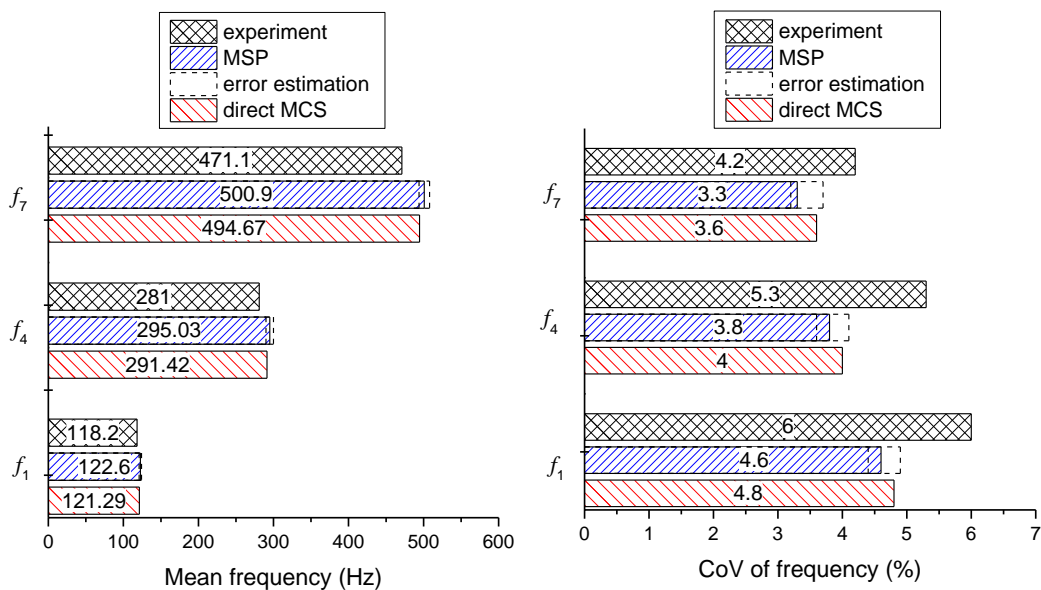 experiment
MSP
error estimation
direct MCS
f7
471.1
500.9
494.67
f4
281
295.03
291.42
f1
118.2
122.6
121.29
0 100 200 300 400 500 600
Mean frequency (Hz)
experiment
MSP
error estimation
direct MCS
f7
4.2
3.3
3.6
f4
5.3
3.8
4
f1
6
4.6
4.8
0 1 2 3 4 5 6 7
CoV of frequency (%)